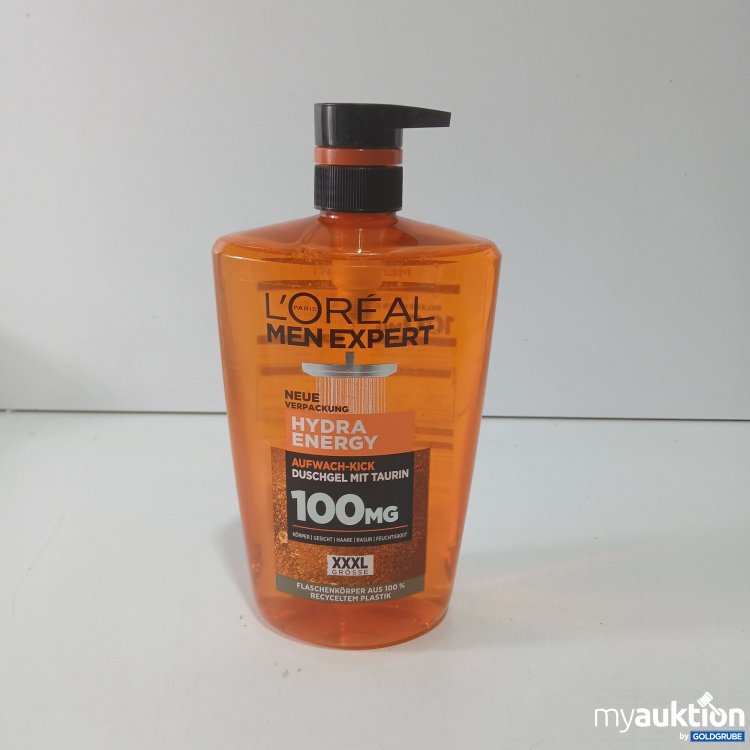 L'ORÉAL
PARIS
MEN EXPERT
NEUE
VERPACKUNG
HYDRA
ENERGY
AUFWACH-KICK
DUSCHGEL MIT TAURIN
100MG
KÖRPER | GESICHT | HAARE | RASUR | FEUCHTIGKEIT
XXXL
GRÖSSE
FLASCHENKÖRPER AUS 100 %
RECYCELTEM PLASTIK
myauktion
by GOLDGRUBE